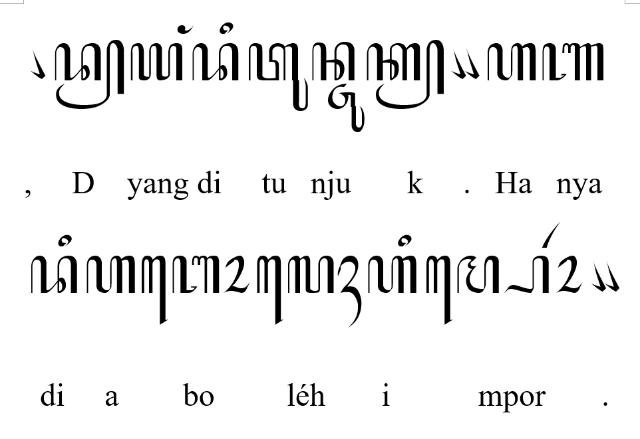 ꧈ꦢ꧀ꦪꦁꦢꦶꦠꦸꦤ꧀ꦗꦸꦏ꧀꧉ꦲꦚ
, D yang di tu nju k . Ha nya
ꦢꦶꦲꦧꦺꦴꦭꦺꦃꦲꦶꦩ꧀ꦥꦺꦴꦂ꧉
di a bo léh i mpor .